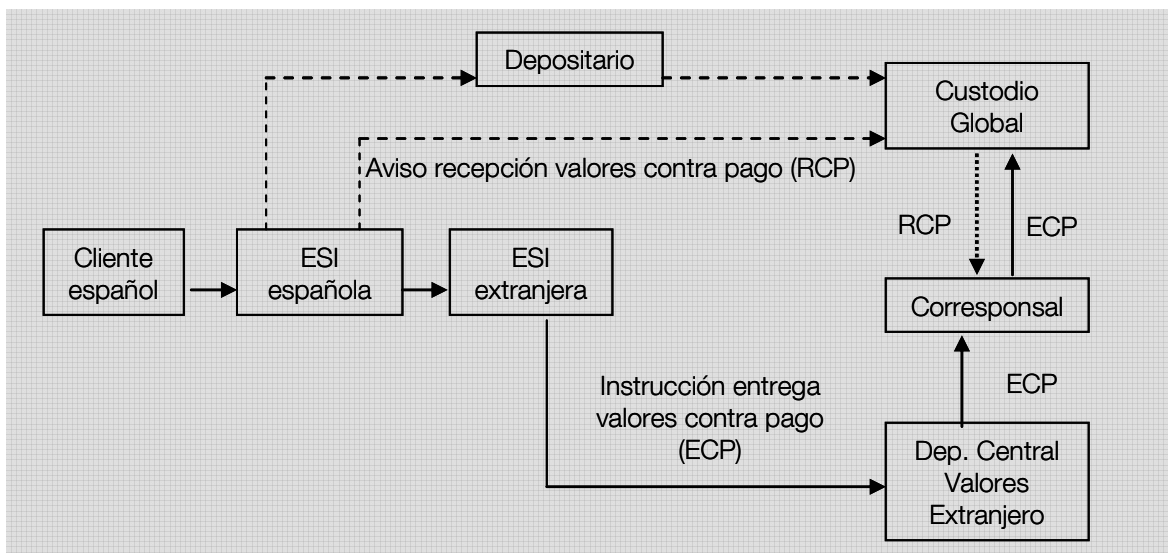 Depositario
Custodio
Global
Aviso recepción valores contra pago (RCP)
RCP
ECP
Cliente
español
ESI
española
ESI
extranjera
Corresponsal
Instrucción entrega
valores contra pago
(ECP)
ECP
Dep. Central
Valores
Extranjero